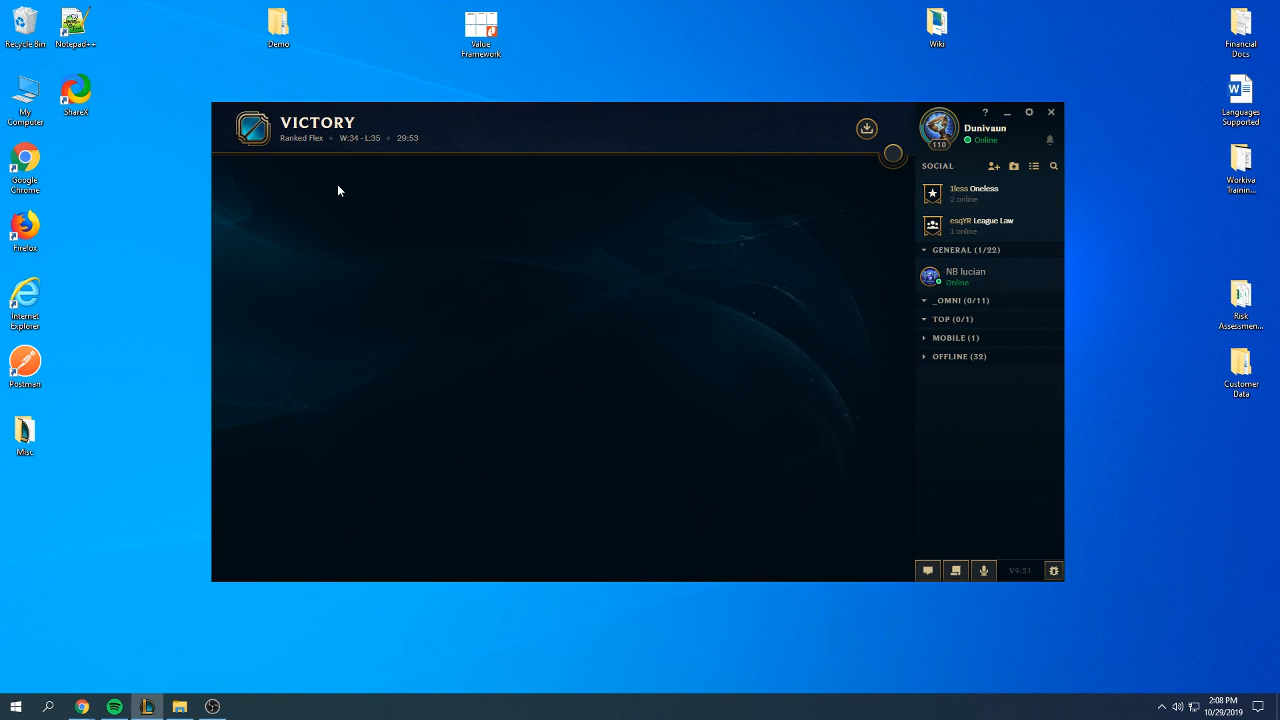 Recycle Bin
Notepad++
Demo
Value
Framework
Wiki
Financial
Docs
My
Computer
ShareX
Languages
Supported
Google
Chrome
Workiva
Trainin...
Firefox
Internet
Explorer
Risk
Assessmen...
Postman
Customer
Data
Misc
VICTORY
Ranked Flex • W:34 - L:35 • 29:53
?
Dunivaun
Online
110
SOCIAL
1less Oneless
2 online
esqYR League Law
1 online
GENERAL (1/22)
NB lucian
Online
_OMNI (0/11)
TOP (0/1)
MOBILE (1)
OFFLINE (32)
V9.21
2:08 PM
10/29/2019